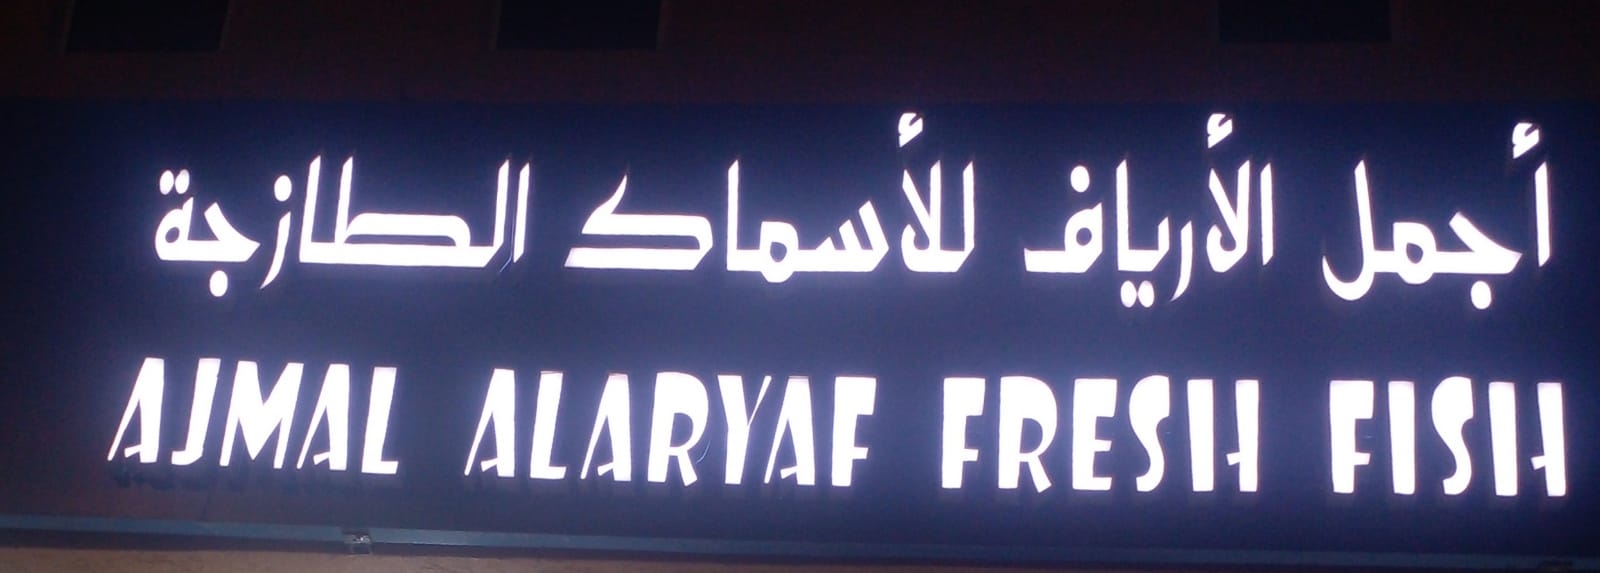 أجمل الأرياف للأسماك الطازجة
AJMAL ALARYAF FRESH FISH